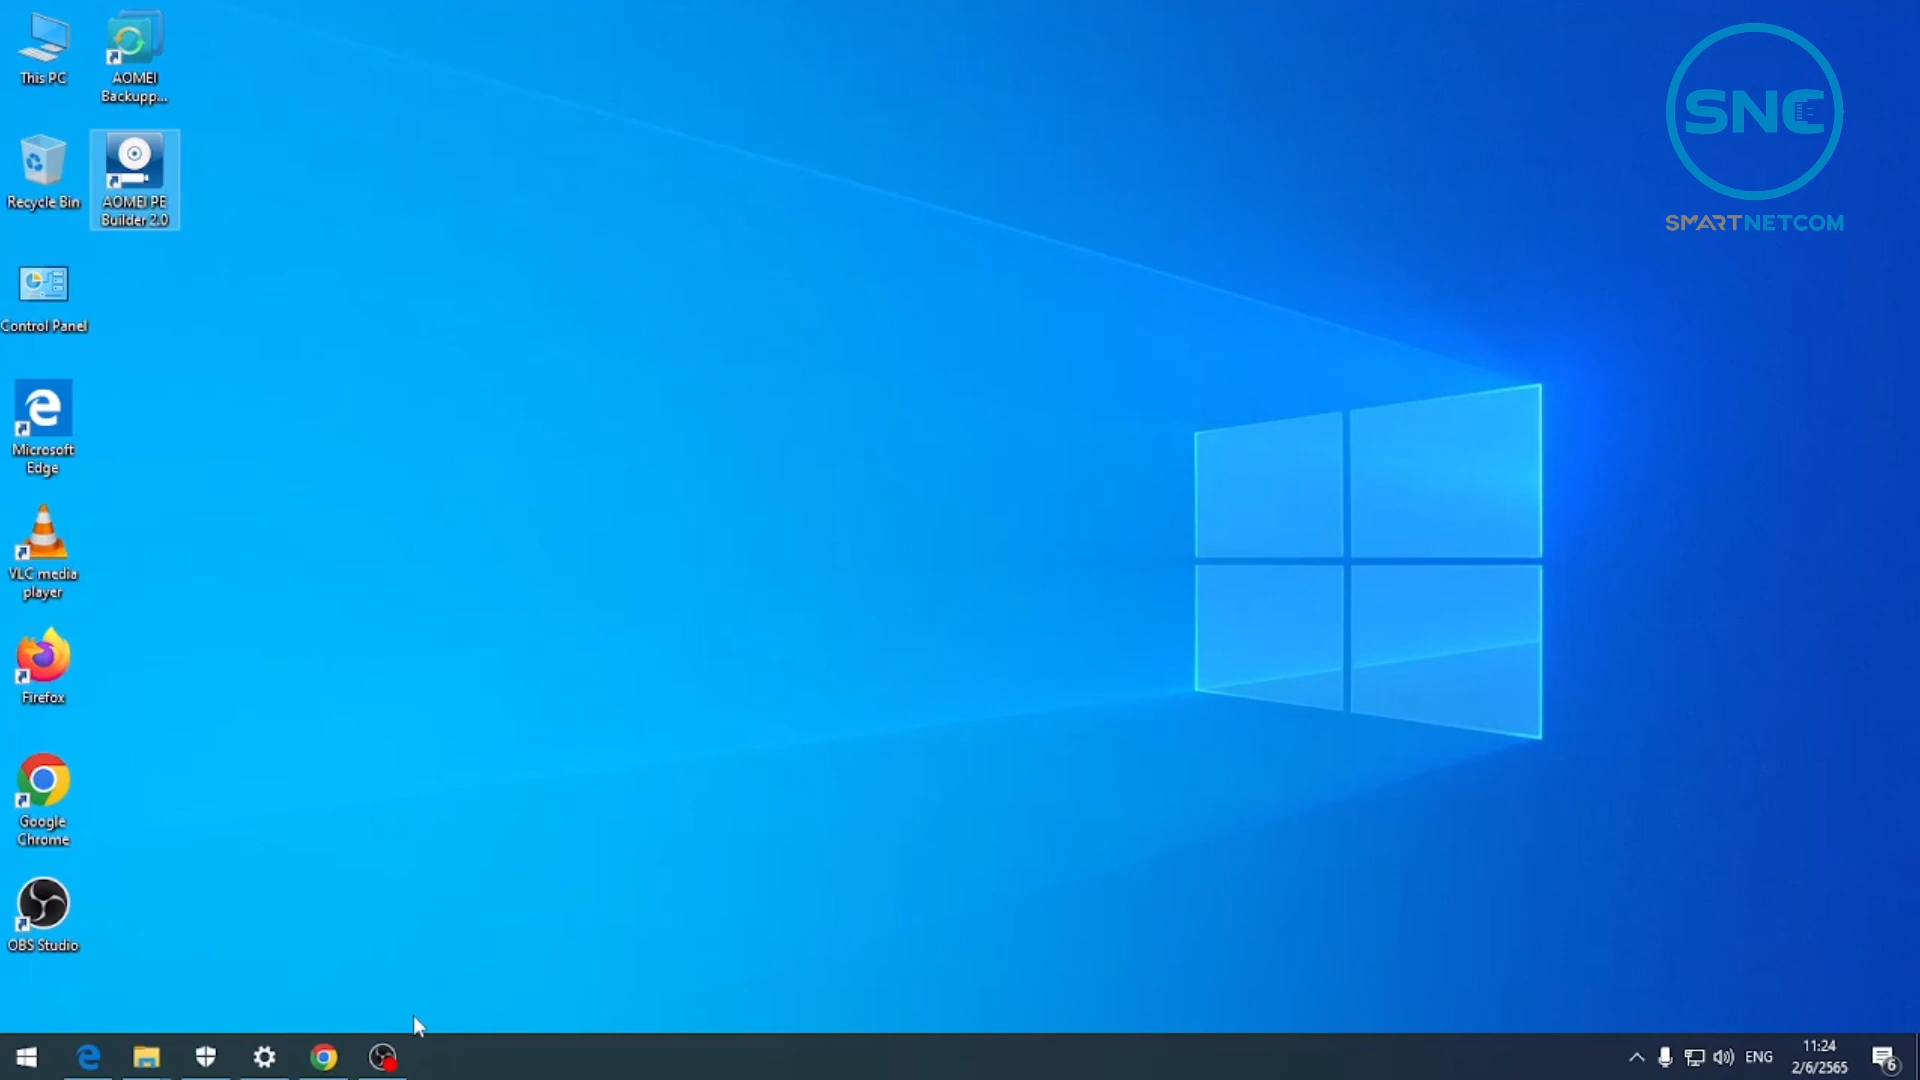 This PC
AOMEI
Backupp...
Recycle Bin
AOMEI PE
Builder 2.0
Control Panel
Microsoft
Edge
VLC media
player
Firefox
Google
Chrome
OBS Studio
SNC
SMARTNETCOM
ENG
11:24
2/6/2565
6